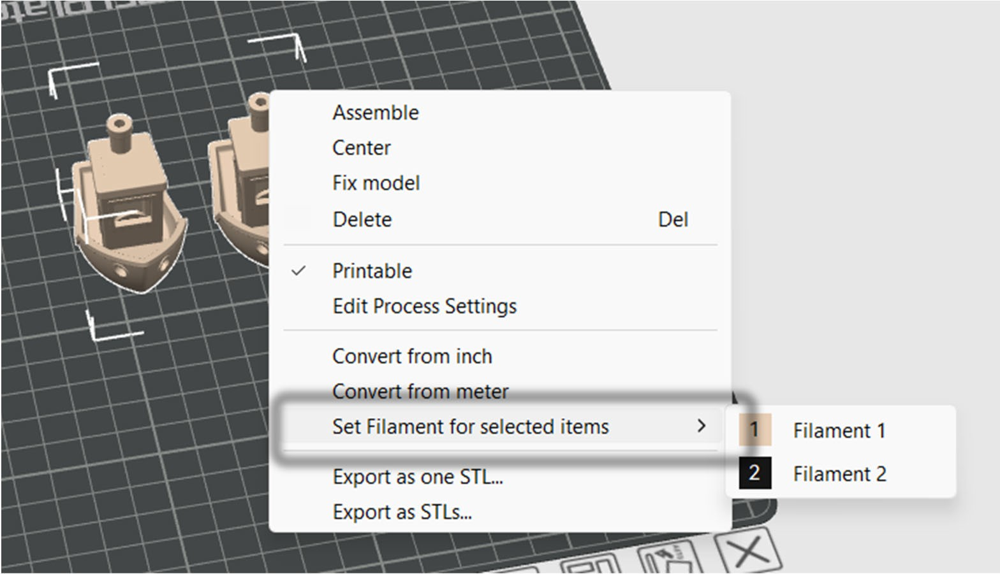 Assemble
Center
Fix model
Delete Del
Printable
Edit Process Settings
Convert from inch
Convert from meter
Set Filament for selected items
1 Filament 1
2 Filament 2
Export as one STL...
Export as STLs...